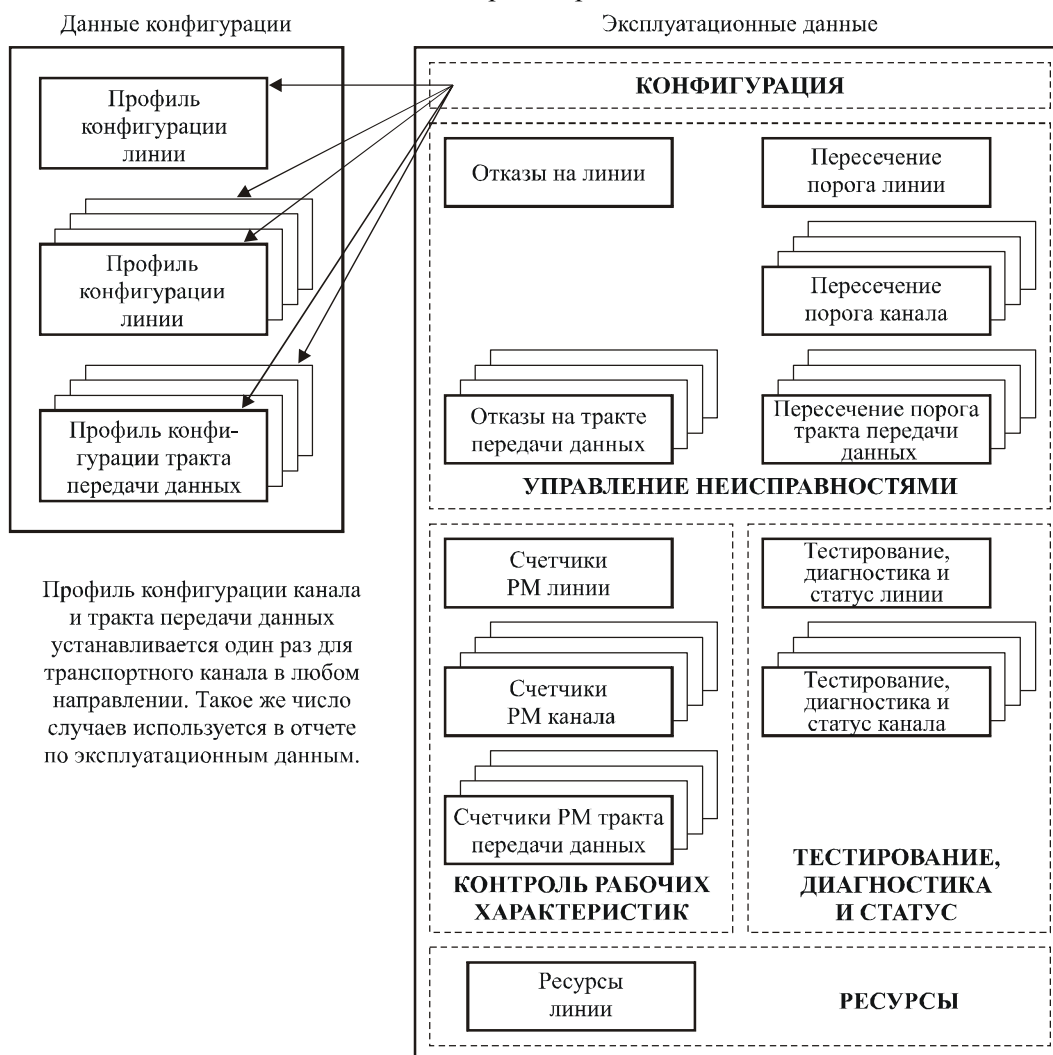 Данные конфигурации
Эксплуатационные данные
Профиль
конфигурации
линии
Профиль
конфигурации
линии
Профиль конфи-
гурации тракта
передачи данных
Профиль конфигурации канала
и тракта передачи данных
устанавливается один раз для
транспортного канала в любом
направлении. Такое же число
случаев используется в отчете
по эксплуатационным данным.
КОНФИГУРАЦИЯ
Отказы на линии
Пересечение
порога линии
Пересечение
порога канала
Отказы на тракте
передачи данных
Пересечение порога
тракта передачи
данных
УПРАВЛЕНИЕ НЕИСПРАВНОСТЯМИ
Счетчики
PM линии
Счетчики
PM канала
Счетчики PM тракта
передачи данных
КОНТРОЛЬ РАБОЧИХ
ХАРАКТЕРИСТИК
Тестирование,
диагностика и
статус линии
Тестирование,
диагностика и
статус канала
ТЕСТИРОВАНИЕ,
ДИАГНОСТИКА
И СТАТУС
Ресурсы
линии
РЕСУРСЫ